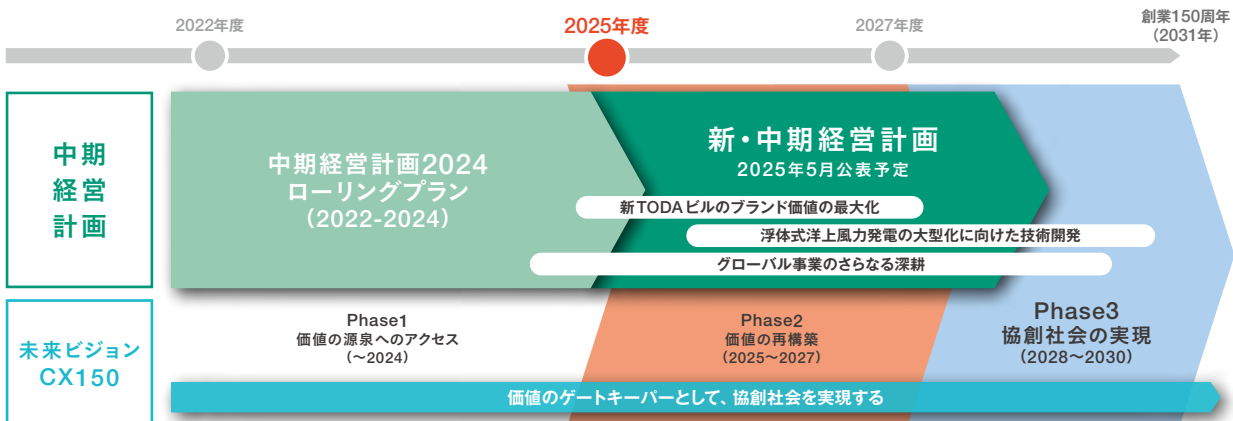 2022年度
2025年度
2027年度
創業150周年
（2031年）
中期
経営
計画
中期経営計画2024
ローリングプラン
（2022-2024）
新・中期経営計画
2025年5月公表予定
新TODAビルのブランド価値の最大化
浮体式洋上風力発電の大型化に向けた技術開発
グローバル事業のさらなる深耕
未来ビジョン
CX150
Phase1
価値の源泉へのアクセス
（～2024）
Phase2
価値の再構築
（2025～2027）
Phase3
協創社会の実現
（2028～2030）
価値のゲートキーパーとして、協創社会を実現する